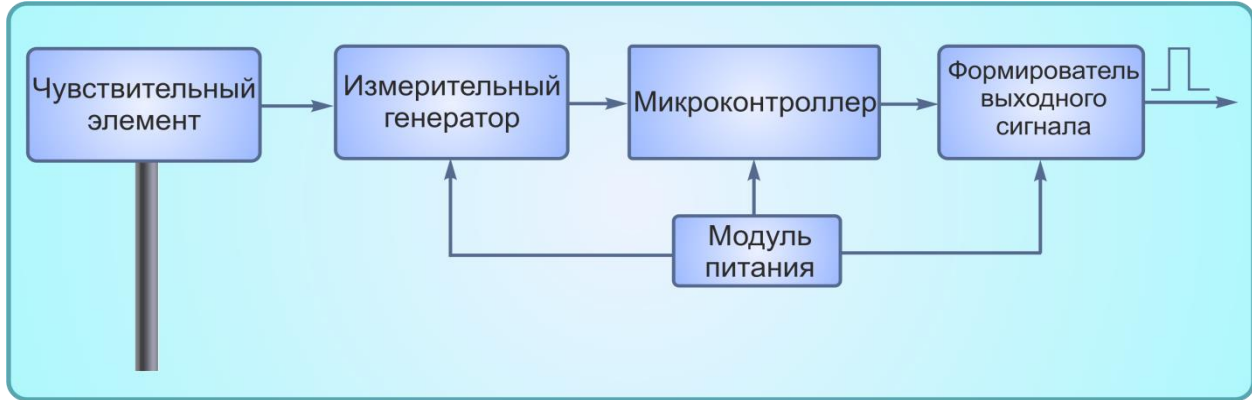 Чувствительный
элемент
Измерительный
генератор
Микроконтроллер
Формирователь
выходного
сигнала
Модуль
питания